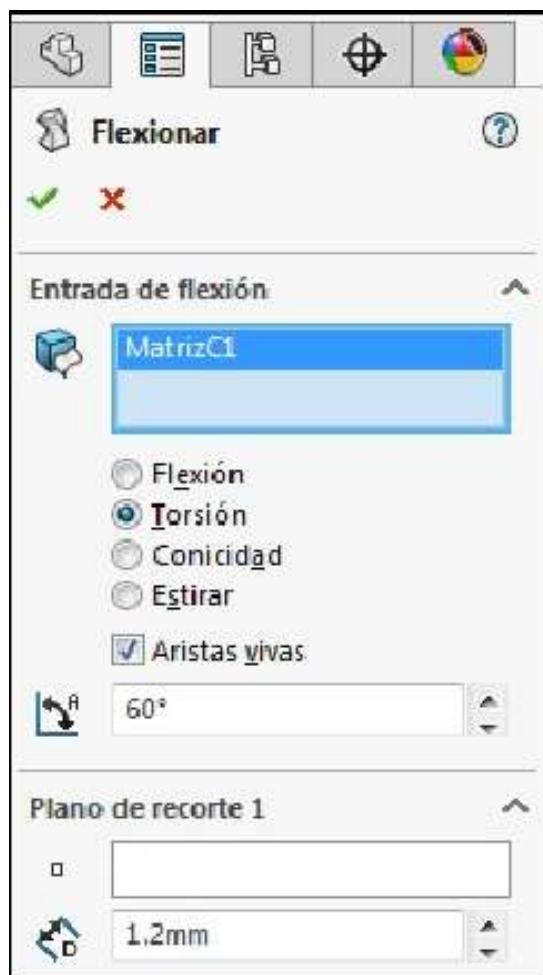 Flexionar
Entrada de flexión
MatrizC1
Flexión
Torsión
Conicidad
Estirar
Aristas vivas
60°
Plano de recorte 1
1.2mm